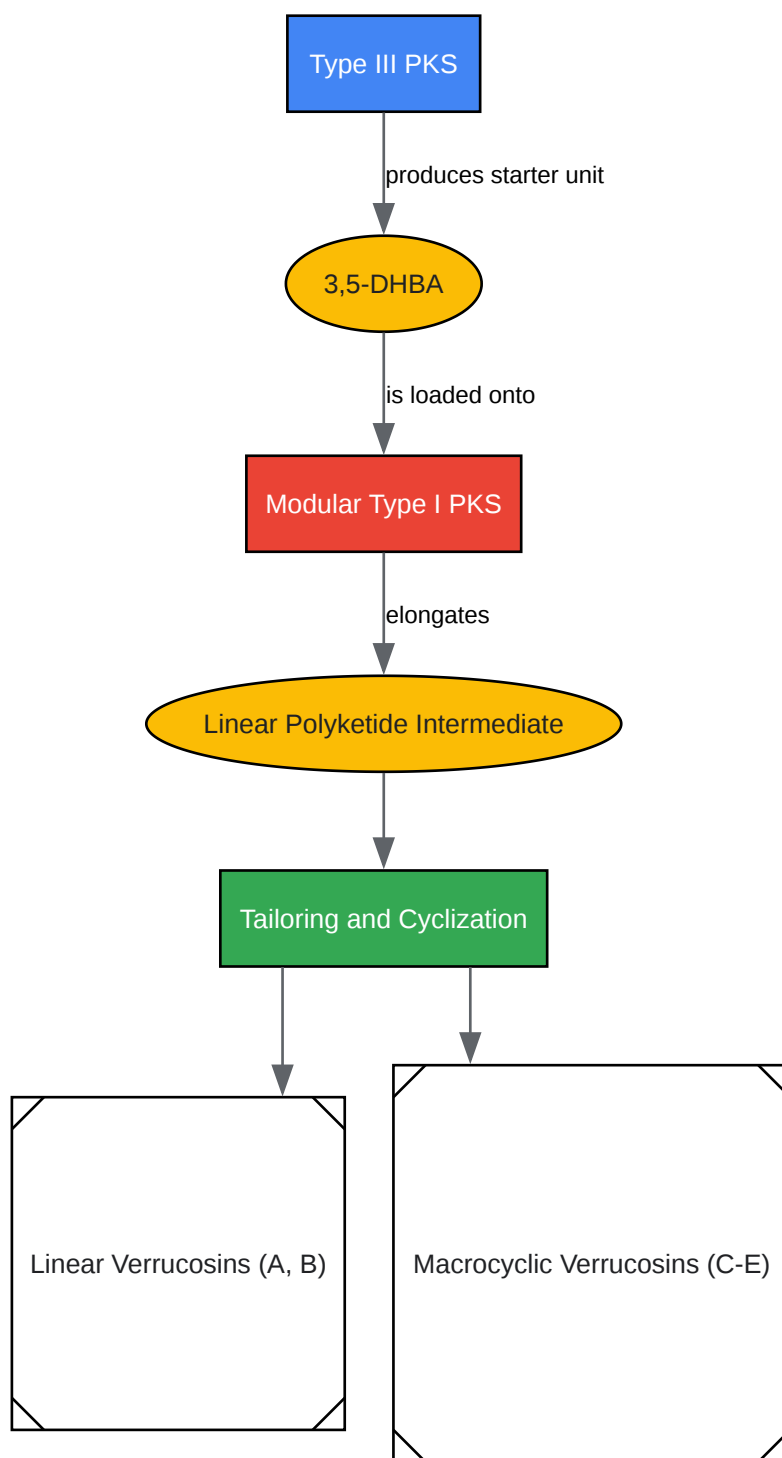 Type III PKS
produces starter unit
3,5-DHBA
is loaded onto
Modular Type I PKS
elongates
Linear Polyketide Intermediate
Tailoring and Cyclization
Linear Verrucosins (A, B)
Macrocyclic Verrucosins (C-E)